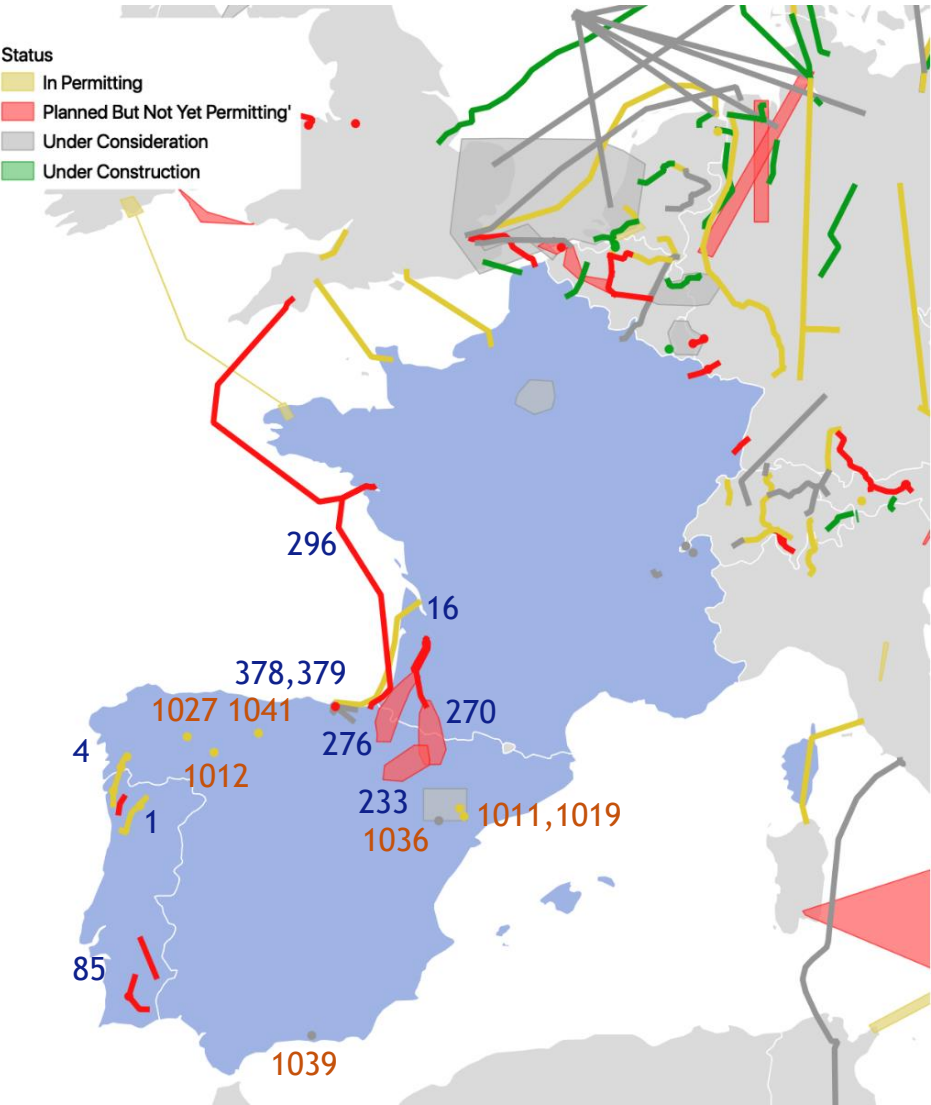 Status
In Permitting
Planned But Not Yet Permitting'
Under Consideration
Under Construction
296
16
378,379
1027 1041
270
276
4
1012
233
1
1011,1019
1036
85
1039